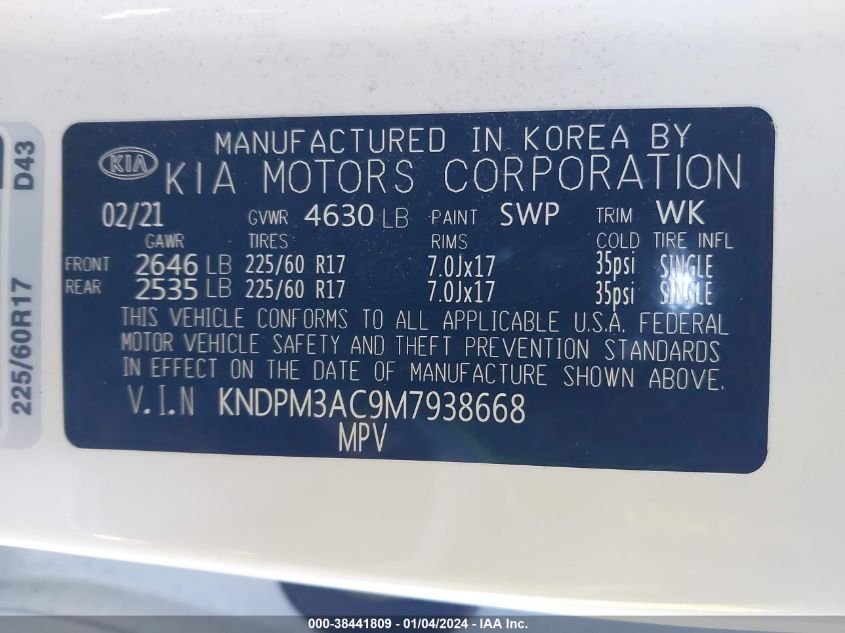 MANUFACTURED IN KOREA BY
KIA KIA MOTORS CORPORATION
02/21 GVWR 4630 LB PAINT SWP TRIM WK
GAWR TIRES RIMS COLD TIRE INFL
FRONT 2646 LB 225/60 R17 7.0Jx17 35psi SINGLE
REAR 2535 LB 225/60 R17 7.0Jx17 35psi SINGLE
THIS VEHICLE CONFORMS TO ALL APPLICABLE U.S.A. FEDERAL
MOTOR VEHICLE SAFETY AND THEFT PREVENTION STANDARDS
IN EFFECT ON THE DATE OF MANUFACTURE SHOWN ABOVE.
V.I.N KNDPM3AC9M7938668
MPV
225/60R17 D43
000-38441809 - 01/04/2024 - IAA Inc.